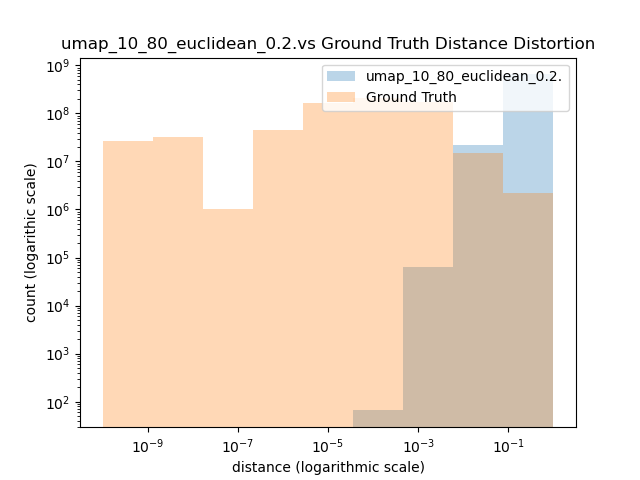 umap_10_80_euclidean_0.2.vs Ground Truth Distance Distortion
umap_10_80_euclidean_0.2.
Ground Truth
10⁹
10⁸
10⁷
10⁶
10⁵
10⁴
10³
10²
count (logarithic scale)
10⁻⁹
10⁻⁷
10⁻⁵
10⁻³
10⁻¹
distance (logarithmic scale)